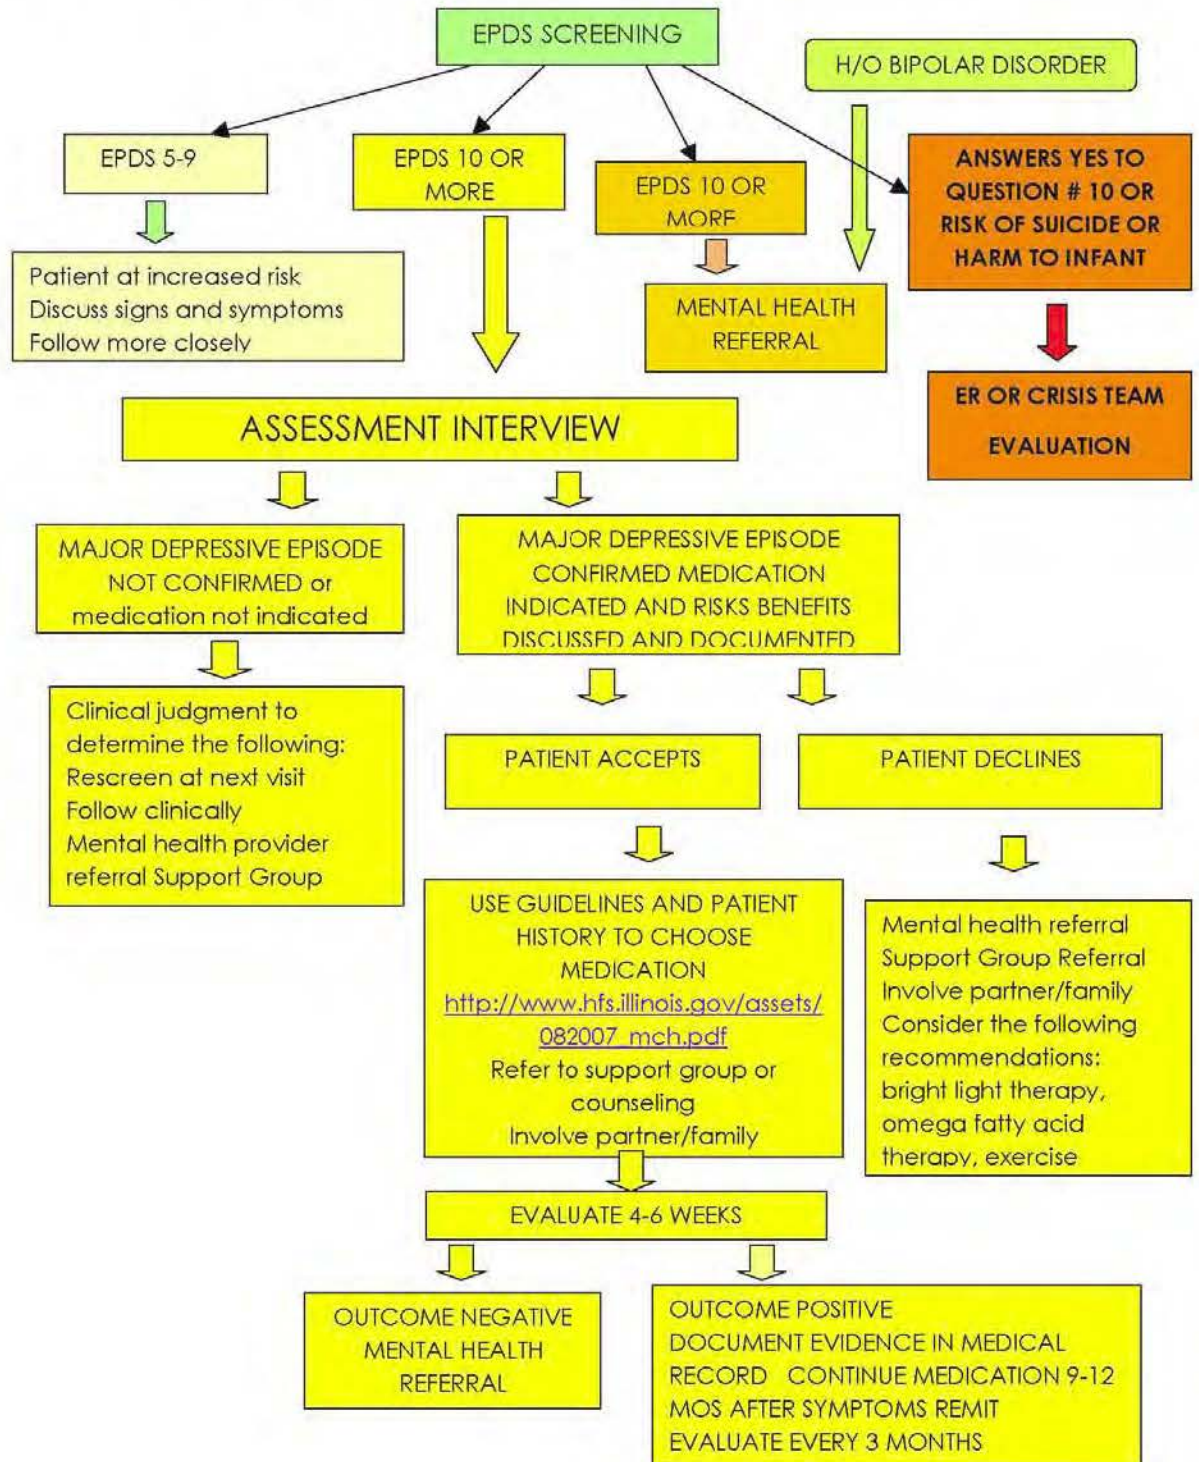 EPDS SCREENING
H/O BIPOLAR DISORDER
EPDS 5-9
EPDS 10 OR
MORE
EPDS 10 OR
MORE
ANSWERS YES TO
QUESTION # 10 OR
RISK OF SUICIDE OR
HARM TO INFANT
Patient at increased risk
Discuss signs and symptoms
Follow more closely
MENTAL HEALTH
REFERRAL
ER OR CRISIS TEAM
EVALUATION
ASSESSMENT INTERVIEW
MAJOR DEPRESSIVE EPISODE
NOT CONFIRMED or
medication not indicated
MAJOR DEPRESSIVE EPISODE
CONFIRMED MEDICATION
INDICATED AND RISKS BENEFITS
DISCUSSED AND DOCUMENTED
Clinical judgment to
determine the following:
Rescreen at next visit
Follow clinically
Mental health provider
referral Support Group
PATIENT ACCEPTS
PATIENT DECLINES
USE GUIDELINES AND PATIENT
HISTORY TO CHOOSE
MEDICATION
http://www.hfs.illinois.gov/assets/
082007_mch.pdf
Refer to support group or
counseling
Involve partner/family
Mental health referral
Support Group Referral
Involve partner/family
Consider the following
recommendations:
bright light therapy,
omega fatty acid
therapy, exercise
EVALUATE 4-6 WEEKS
OUTCOME NEGATIVE
MENTAL HEALTH
REFERRAL
OUTCOME POSITIVE
DOCUMENT EVIDENCE IN MEDICAL
RECORD CONTINUE MEDICATION 9-12
MOS AFTER SYMPTOMS REMIT
EVALUATE EVERY 3 MONTHS